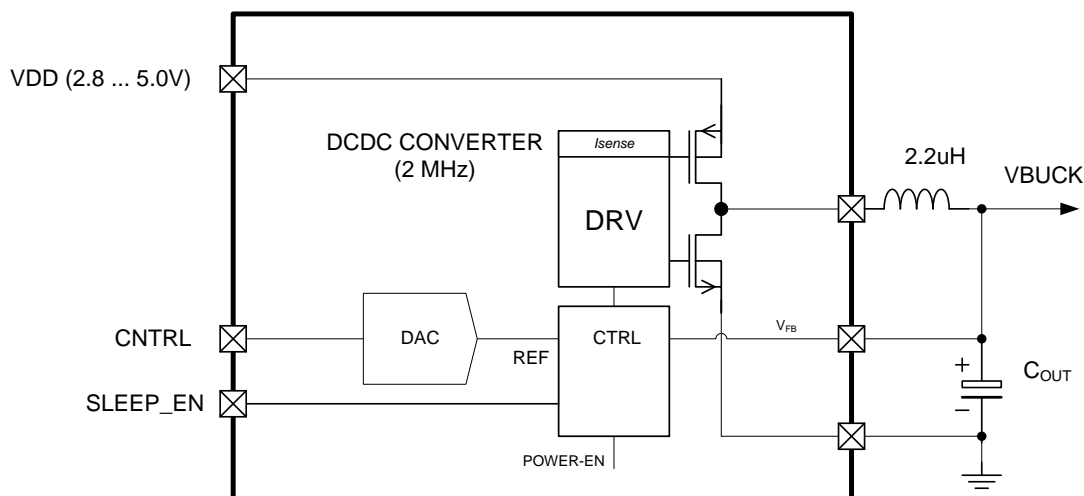 VDD (2.8 ... 5.0V)
DCDC CONVERTER
(2 MHz)
Isense
DRV
2.2uH
VBUCK
CNTRL
DAC
REF
CTRL
VFB
SLEEP_EN
POWER-EN
+
−
COUT